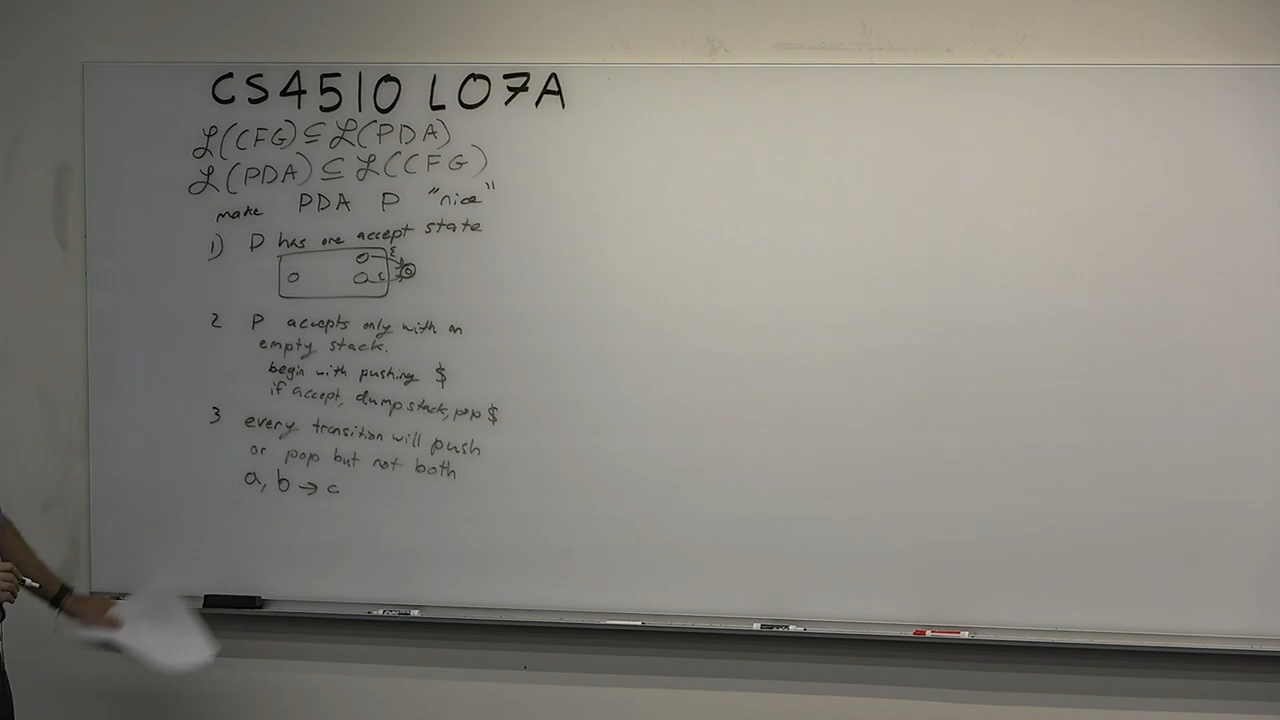 CS4510 L07A
ℒ(CFG) ⊆ ℒ(PDA)
ℒ(PDA) ⊆ ℒ(CFG)
make PDA P "nice"
1) P has one accept state
ε
ε
2 P accepts only with an
empty stack.
begin with pushing $
if accept, dump stack, pop $
3 every transition will push
or pop but not both
a, b → c